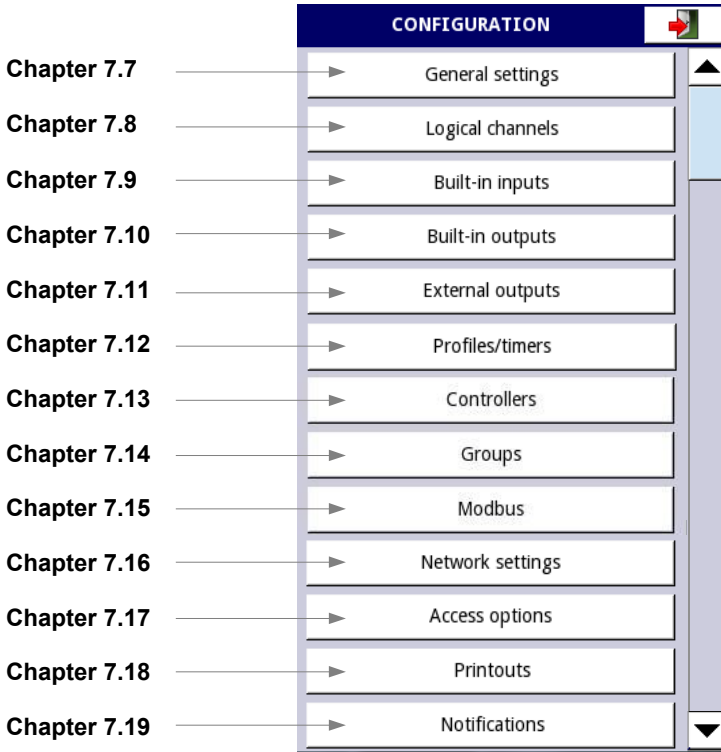 CONFIGURATION
Chapter 7.7 General settings
Chapter 7.8 Logical channels
Chapter 7.9 Built-in inputs
Chapter 7.10 Built-in outputs
Chapter 7.11 External outputs
Chapter 7.12 Profiles/timers
Chapter 7.13 Controllers
Chapter 7.14 Groups
Chapter 7.15 Modbus
Chapter 7.16 Network settings
Chapter 7.17 Access options
Chapter 7.18 Printouts
Chapter 7.19 Notifications